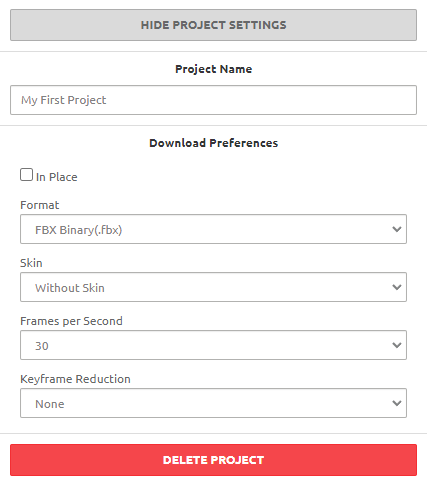 HIDE PROJECT SETTINGS
Project Name
My First Project
Download Preferences
In Place
Format
FBX Binary(.fbx)
Skin
Without Skin
Frames per Second
30
Keyframe Reduction
None
DELETE PROJECT